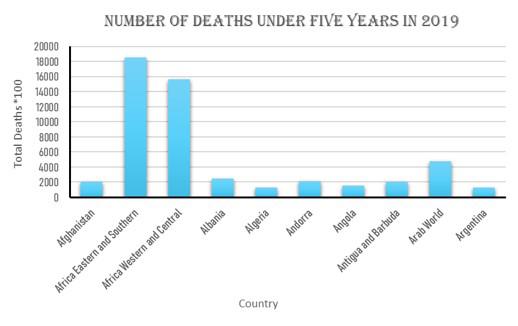 NUMBER OF DEATHS UNDER FIVE YEARS IN 2019
20000
18000
16000
14000
12000
10000
8000
6000
4000
2000
0
Total Deaths *100
Afghanistan
Africa Eastern and Southern
Africa Western and Central
Albania
Algeria
Andorra
Angola
Antigua and Barbuda
Arab World
Argentina
Country